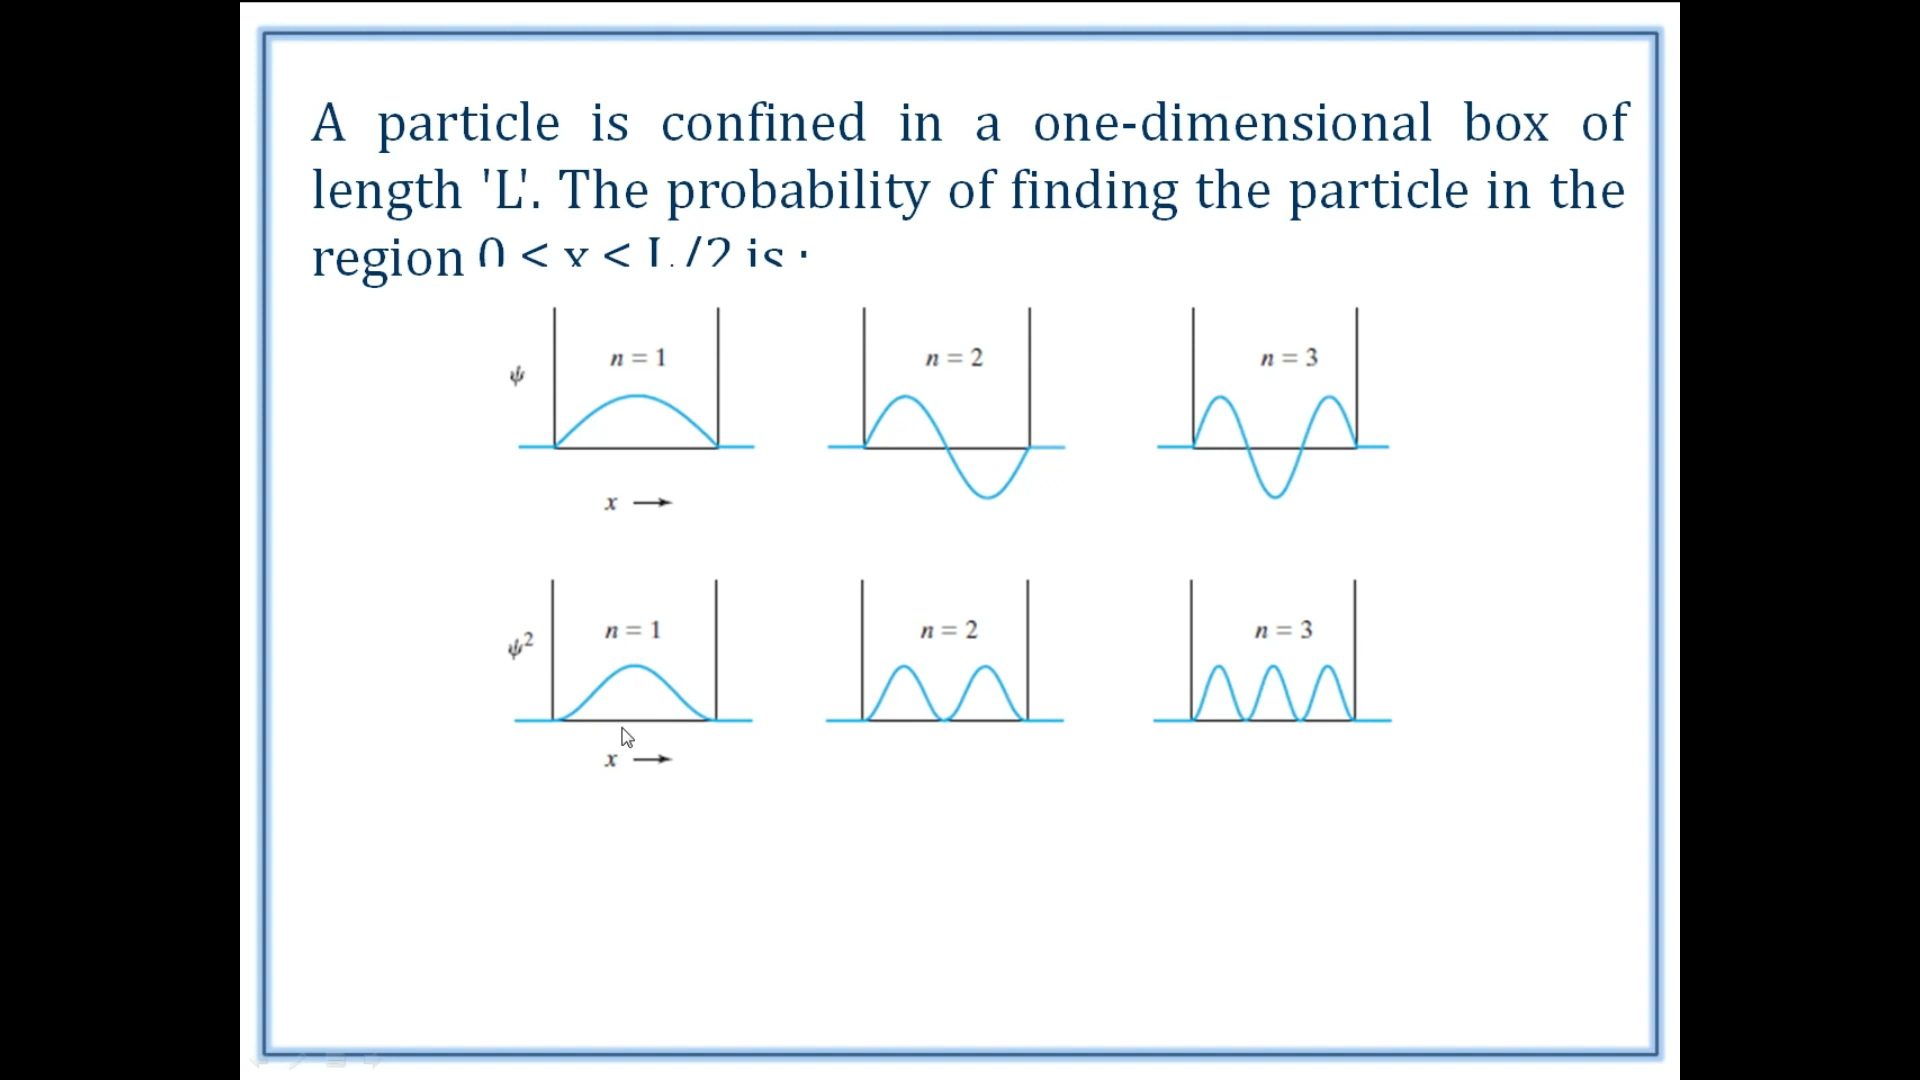 A particle is confined in a one-dimensional box of
length 'L'. The probability of finding the particle in the
region 0 < x < L/2 is :
n = 1 n = 2 n = 3
ψ
x ⟶
n = 1 n = 2 n = 3
ψ²
x ⟶